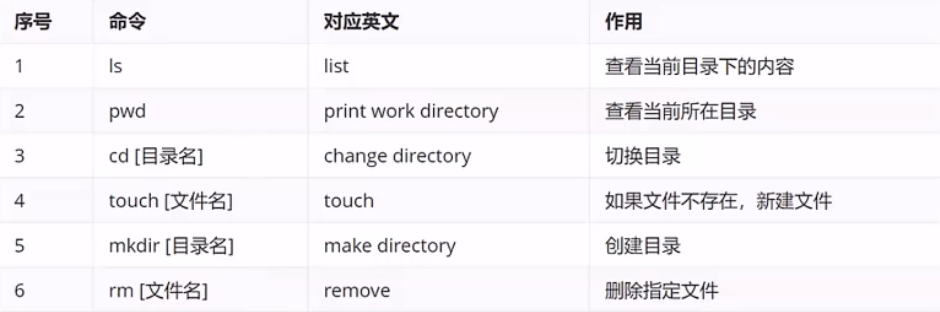 序号 命令 对应英文 作用
1 ls list 查看当前目录下的内容
2 pwd print work directory 查看当前所在目录
3 cd [目录名] change directory 切换目录
4 touch [文件名] touch 如果文件不存在，新建文件
5 mkdir [目录名] make directory 创建目录
6 rm [文件名] remove 删除指定文件